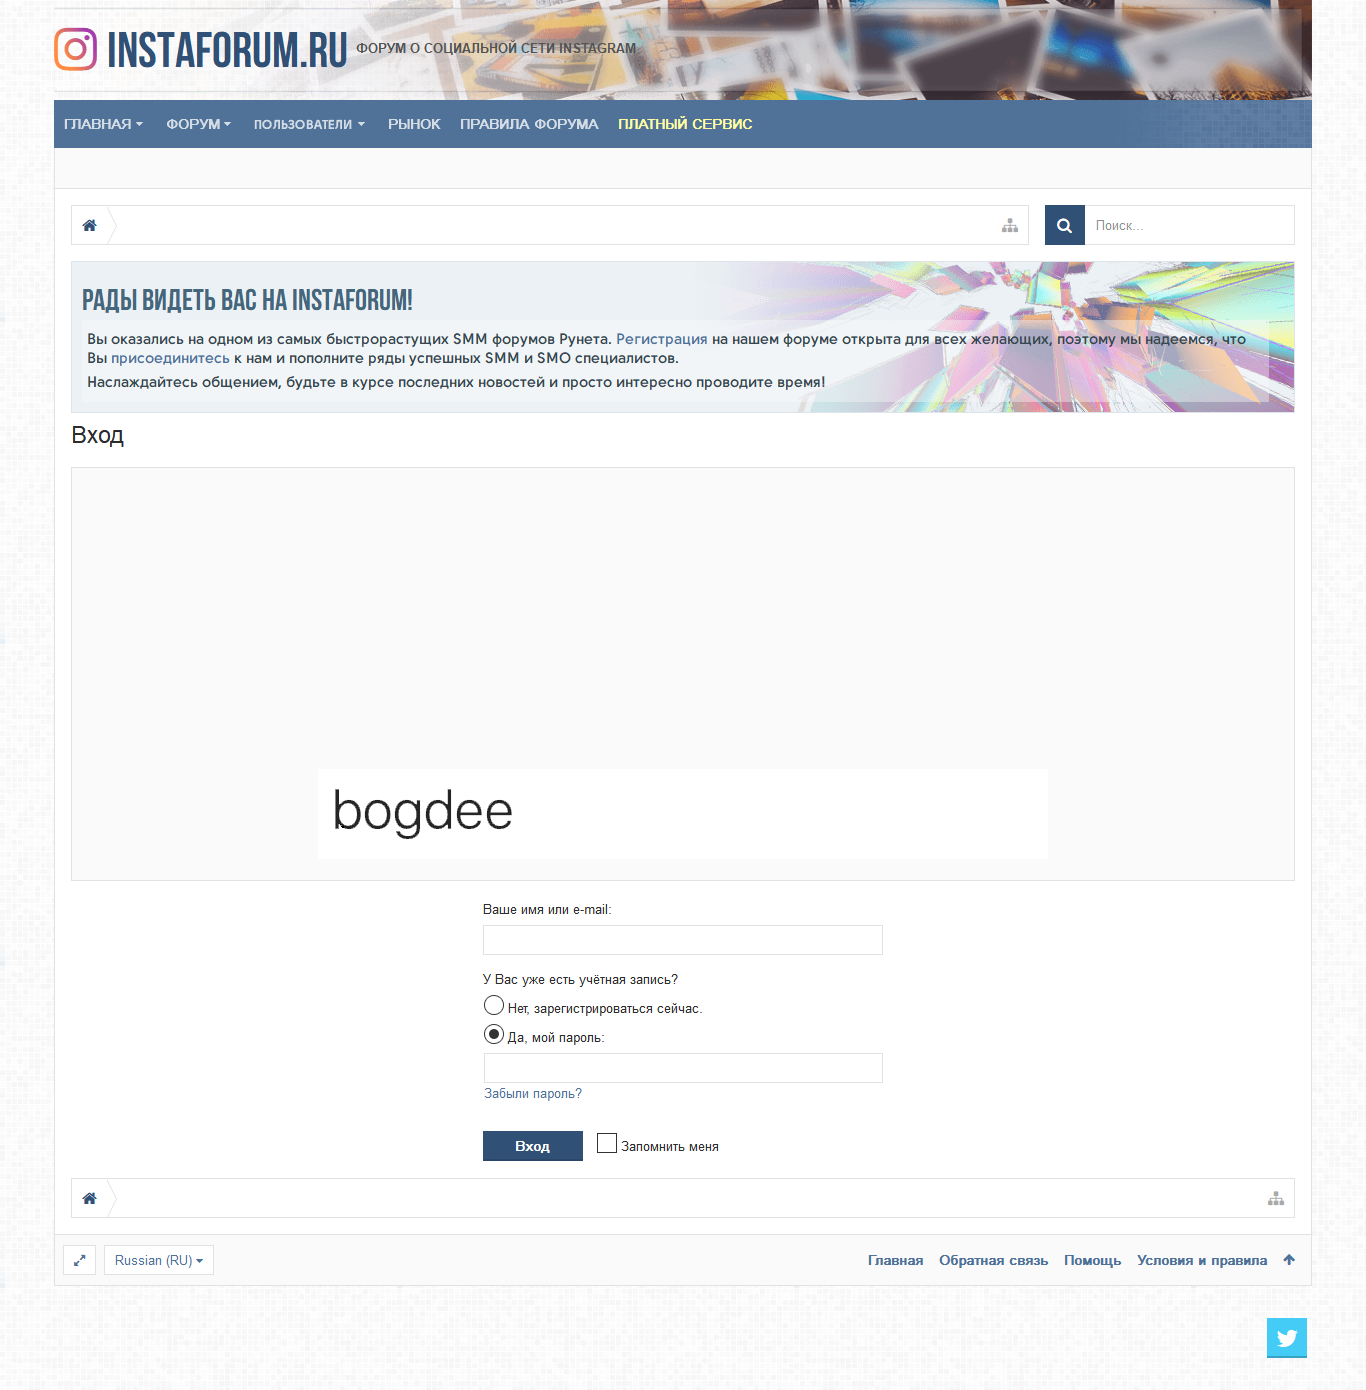 INSTAFORUM.RU
ФОРУМ О СОЦИАЛЬНОЙ СЕТИ INSTAGRAM
ГЛАВНАЯ ФОРУМ ПОЛЬЗОВАТЕЛИ РЫНОК ПРАВИЛА ФОРУМА ПЛАТНЫЙ СЕРВИС
Поиск...
РАДЫ ВИДЕТЬ ВАС НА INSTAFORUM!
Вы оказались на одном из самых быстрорастущих SMM форумов Рунета. Регистрация на нашем форуме открыта для всех желающих, поэтому мы надеемся, что
Вы присоединитесь к нам и пополните ряды успешных SMM и SMO специалистов.
Наслаждайтесь общением, будьте в курсе последних новостей и просто интересно проводите время!
Вход
bogdee
Ваше имя или e-mail:
У Вас уже есть учётная запись?
Нет, зарегистрироваться сейчас.
Да, мой пароль:
Забыли пароль?
Вход
Запомнить меня
Russian (RU)
Главная Обратная связь Помощь Условия и правила